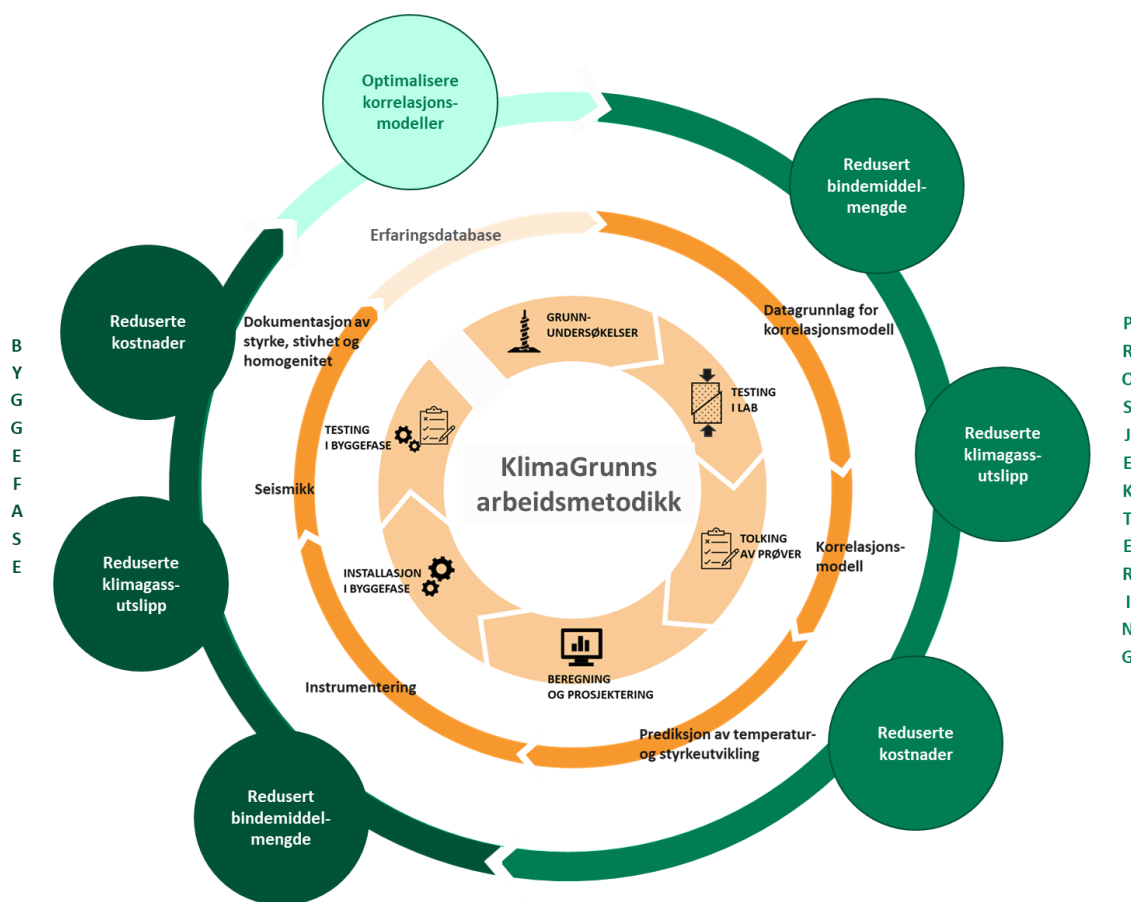 Optimalisere
korrelasjons-
modeller
Redusert
bindemiddel-
mengde
Reduserte
klimagass-
utslipp
Reduserte
kostnader
Redusert
bindemiddel-
mengde
Reduserte
klimagass-
utslipp
Reduserte
kostnader
BYGGEFASE
PROSJEKTERING
Erfaringsdatabase
Datagrunnlag for
korrelasjonsmodell
Korrelasjons-
modell
Prediksjon av temperatur-
og styrkeutvikling
Instrumentering
Seismikk
Dokumentasjon av
styrke, stivhet og
homogenitet
GRUNN-
UNDERSØKELSER
TESTING
I LAB
TOLKING
AV PRØVER
BEREGNING
OG PROSJEKTERING
INSTALLASJON
I BYGGEFASE
TESTING
I BYGGEFASE
KlimaGrunns
arbeidsmetodikk